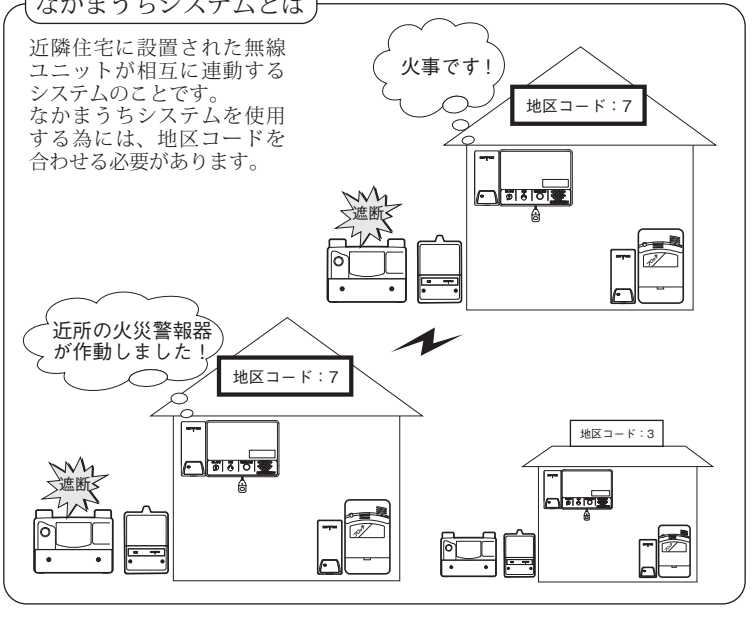 なかまうちシステムとは
近隣住宅に設置された無線
ユニットが相互に連動する
システムのことです。
なかまうちシステムを使用
する為には、地区コードを
合わせる必要があります。
火事です!
地区コード:7
遮断
近所の火災警報器
が作動しました!
地区コード:7
遮断
地区コード:3